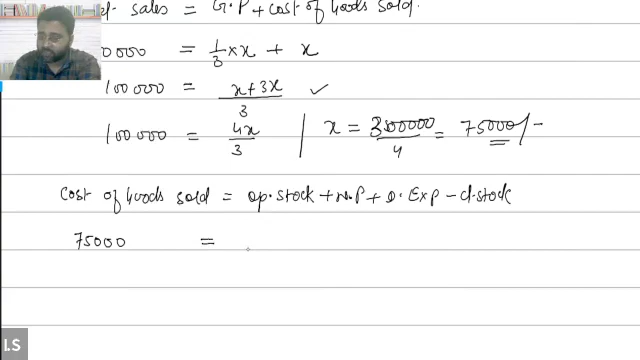 sales = G.P + Cost of Goods Sold.
0000 = 1/3 × x + x
100000 = x+3x/3 ✓
100000 = 4x/3 | x = 300000/4 = 75000/-
Cost of Goods Sold = op. stock + N.P + D. Exp - cl. stock
75000 =
I.S